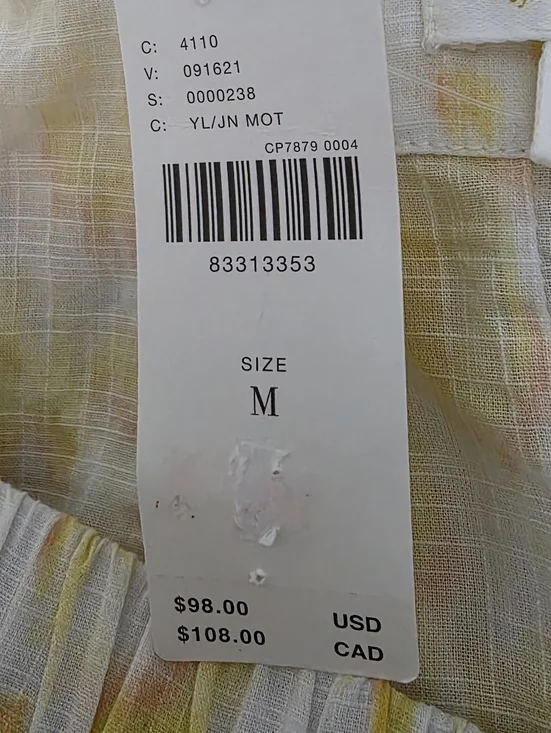 C: 4110
V: 091621
S: 0000238
C: YL/JN MOT
CP7879 0004
83313353
SIZE
M
$98.00 USD
$108.00 CAD